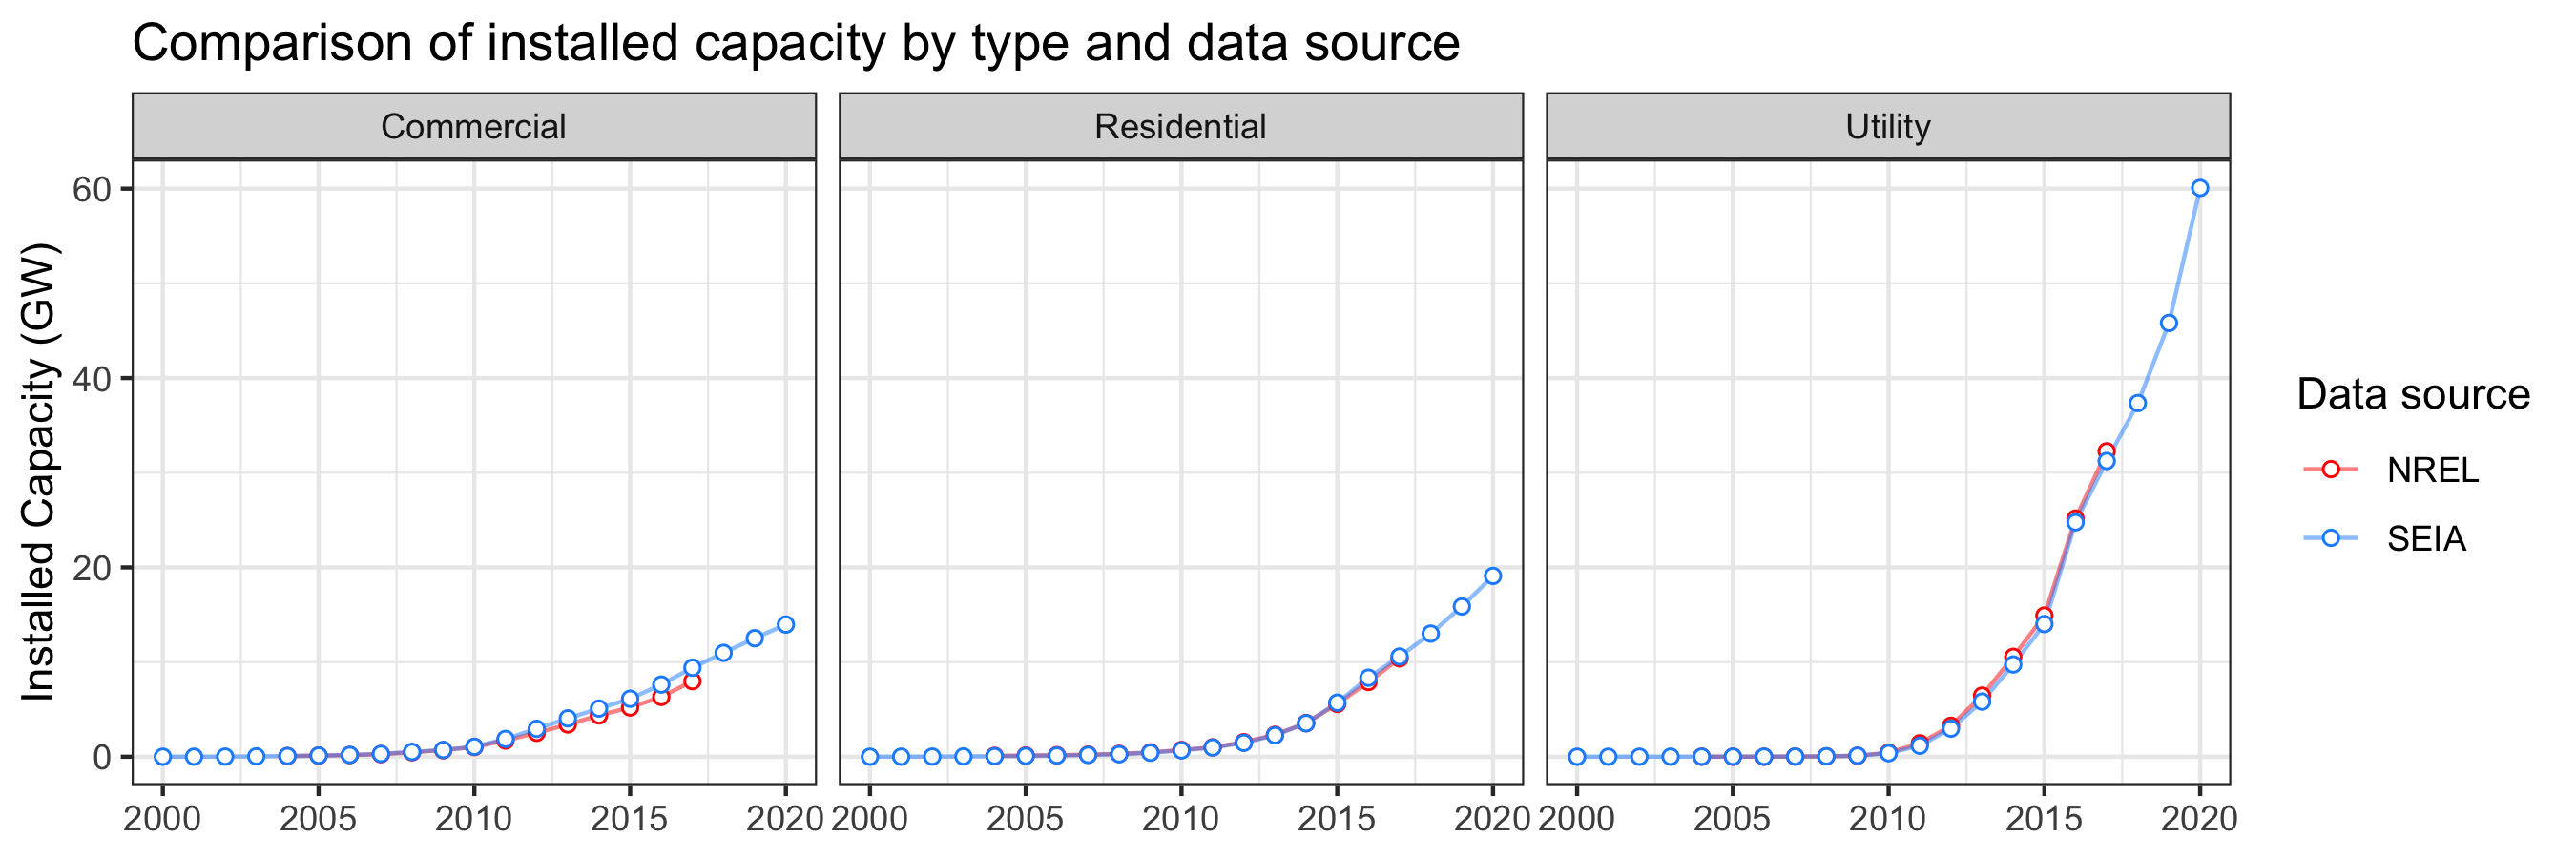 Comparison of installed capacity by type and data source
Commercial
Residential
Utility
Installed Capacity (GW)
60
40
20
0
2000 2005 2010 2015 2020
2000 2005 2010 2015 2020
2000 2005 2010 2015 2020
Data source
NREL
SEIA